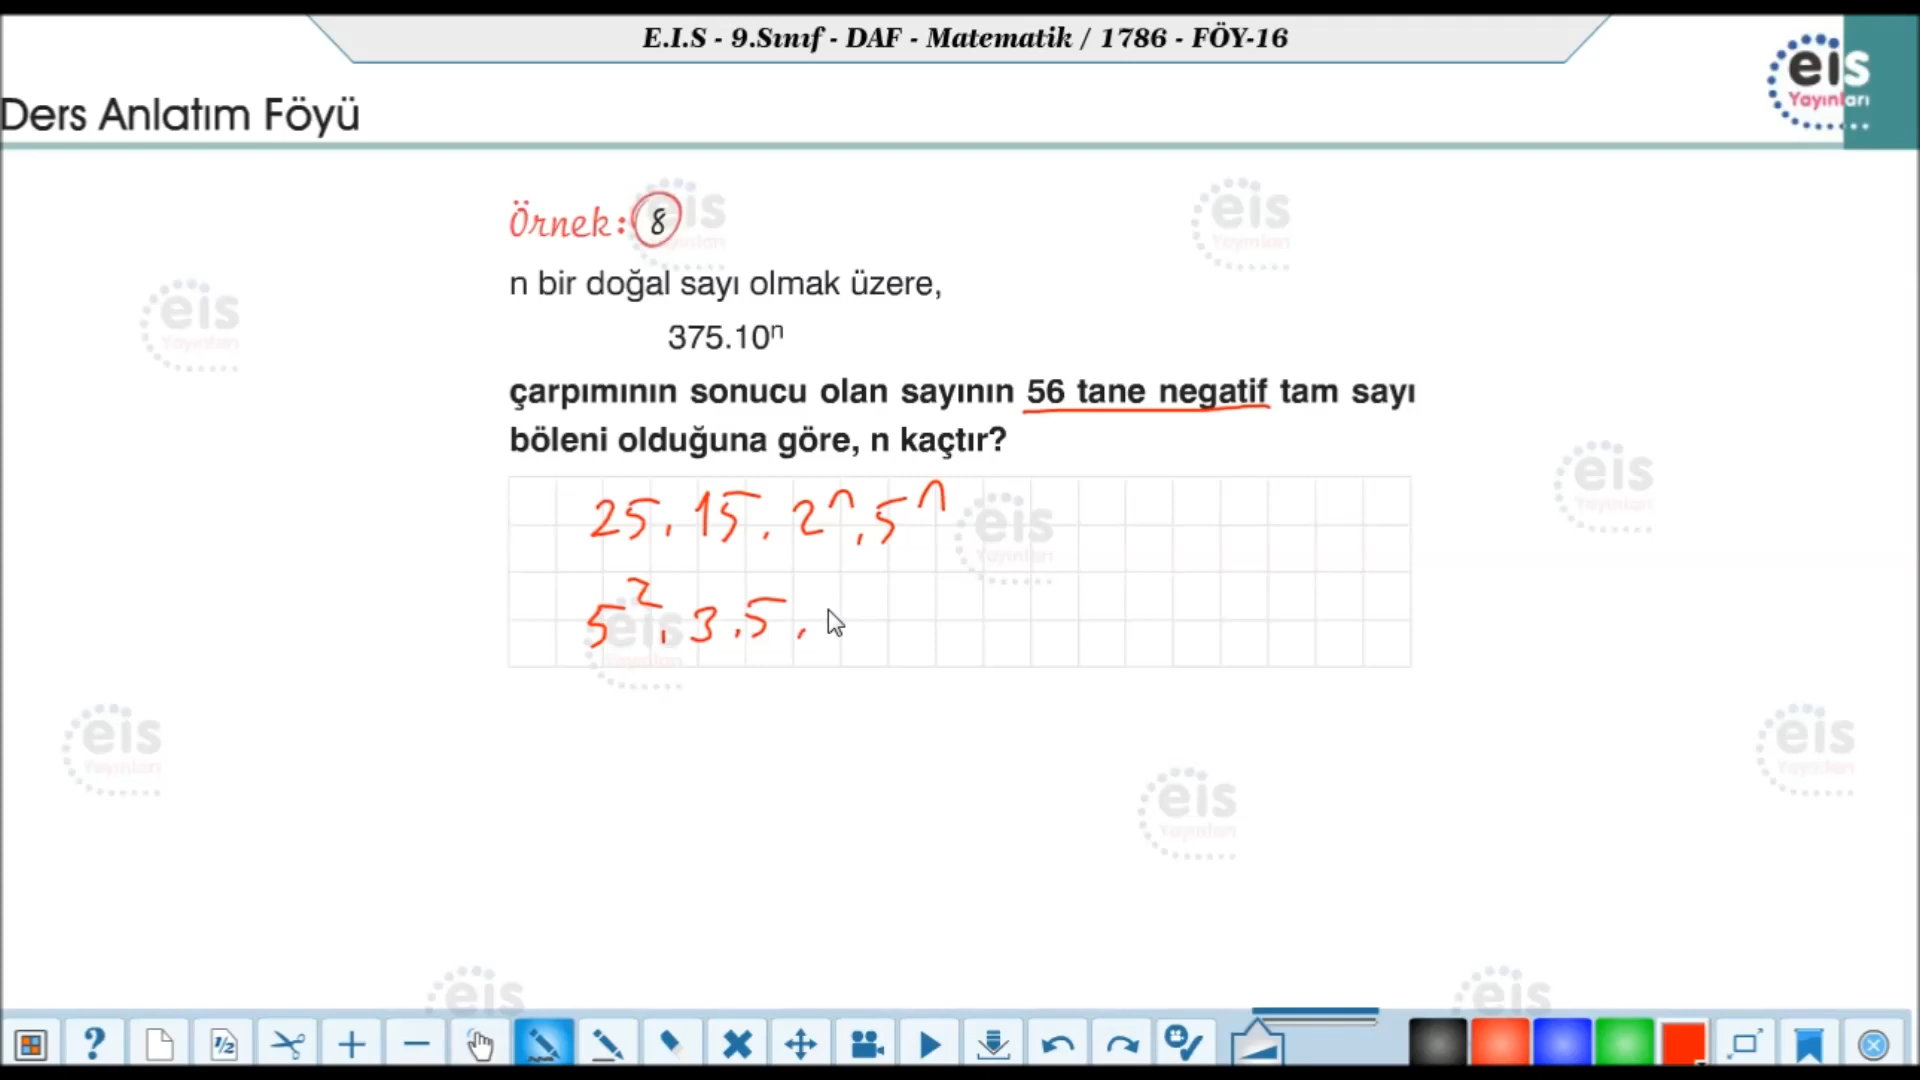 E.I.S - 9.Sınıf - DAF - Matematik / 1786 - FÖY-16
eis
Yayınları
Ders Anlatım Föyü
Örnek: 8
n bir doğal sayı olmak üzere,
375.10ⁿ
çarpımının sonucu olan sayının 56 tane negatif tam sayı
böleni olduğuna göre, n kaçtır?
25 . 15 . 2ⁿ . 5ⁿ
5² . 3 . 5 .